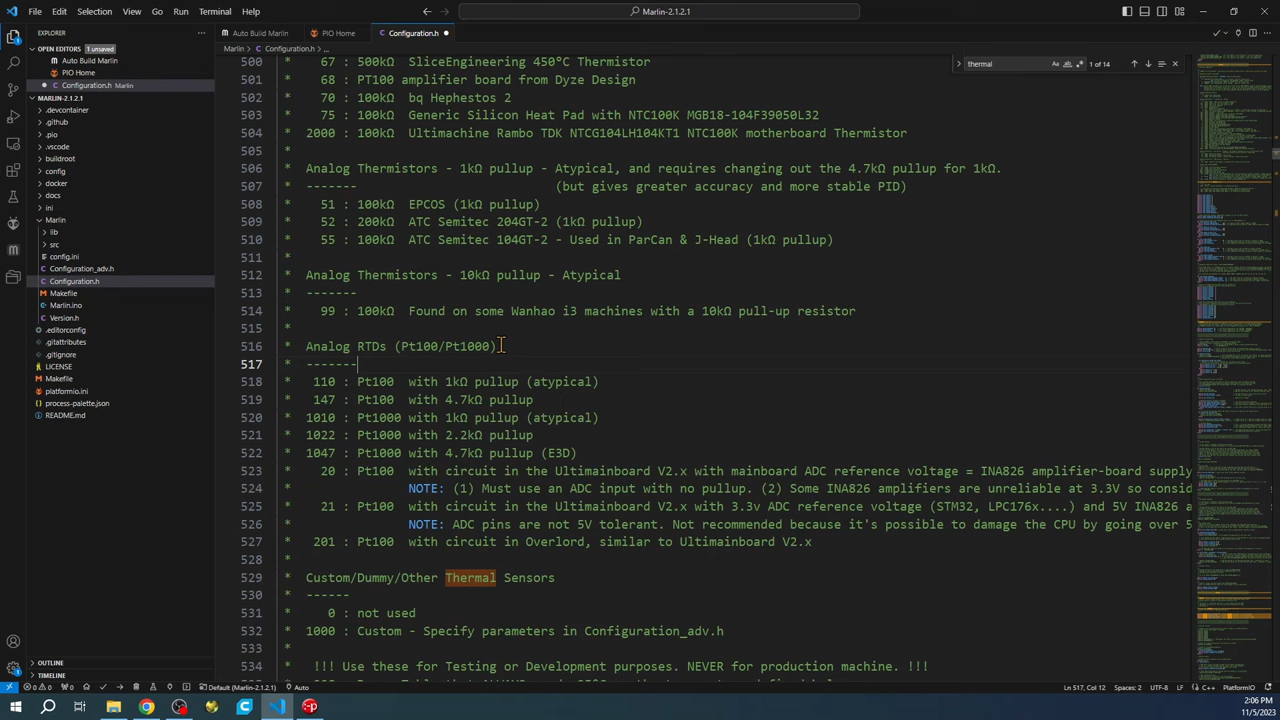 File Edit Selection View Go Run Terminal Help
Marlin-2.1.2.1
EXPLORER
Auto Build Marlin
PIO Home
Configuration.h
OPEN EDITORS 1 unsaved
Marlin > C Configuration.h > ...
Auto Build Marlin
PIO Home
Configuration.h Marlin
thermal
Aa
1 of 14
MARLIN-2.1.2.1
.devcontainer
.github
.pio
.vscode
buildroot
config
docker
docs
ini
Marlin
lib
src
config.ini
Configuration_adv.h
Configuration.h
Makefile
Marlin.ino
Version.h
.editorconfig
.gitattributes
.gitignore
LICENSE
Makefile
platformio.ini
process-palette.json
README.md
OUTLINE
TIMELINE
500 * 67 : 500kΩ SliceEngineering 450°C Thermistor
501 * 68 : PT100 amplifier board from Dyze Design
502 * 70 : 100kΩ bq Hephestos 2
503 * 75 : 100kΩ Generic Silicon Heat Pad with NTC100K MGB18-104F39050L32
504 * 2000 : 100kΩ Ultimachine Rambo TDK NTCG104LH104KT1 NTC100K motherboard Thermistor
505 *
506 * Analog Thermistors - 1kΩ pullup - Atypical, and requires changing out the 4.7kΩ pullup for 1kΩ.
507 * ------- (but gives greater accuracy and more stable PID)
508 * 51 : 100kΩ EPCOS (1kΩ pullup)
509 * 52 : 200kΩ ATC Semitec 204GT-2 (1kΩ pullup)
510 * 55 : 100kΩ ATC Semitec 104GT-2 - Used in ParCan & J-Head (1kΩ pullup)
511 *
512 * Analog Thermistors - 10kΩ pullup - Atypical
513 * -------
514 * 99 : 100kΩ Found on some Wanhao i3 machines with a 10kΩ pull-up resistor
515 *
516 * Analog RTDs (Pt100/Pt1000)
517 * -------
518 * 110 : Pt100 with 1kΩ pullup (atypical)
519 * 147 : Pt100 with 4.7kΩ pullup
520 * 1010 : Pt1000 with 1kΩ pullup (atypical)
521 * 1022 : Pt1000 with 2.2kΩ pullup
522 * 1047 : Pt1000 with 4.7kΩ pullup (E3D)
523 * 20 : Pt100 with circuit in the Ultimainboard V2.x with mainboard ADC reference voltage = INA826 amplifier-board supply
524 * NOTE: (1) Must use an ADC input with no pullup. (2) Some INA826 amplifiers are unreliable at 3.3V so consid
525 * 21 : Pt100 with circuit in the Ultimainboard V2.x with 3.3V ADC reference voltage (STM32, LPC176x....) and 5V INA826 a
526 * NOTE: ADC pins are not 5V tolerant. Not recommended because it's possible to damage the CPU by going over 5
527 * 201 : Pt100 with circuit in Overlord, similar to Ultimainboard V2.x
528 *
529 * Custom/Dummy/Other Thermal Sensors
530 * ------
531 * 0 : not used
532 * 1000 : Custom - Specify parameters in Configuration_adv.h
533 *
534 * !!! Use these for Testing or Development purposes. NEVER for production machine. !!!
0 0
0
Default (Marlin-2.1.2.1)
Auto
Ln 517, Col 12
Spaces: 2
UTF-8
LF
C++
PlatformIO
2:06 PM
11/5/2023